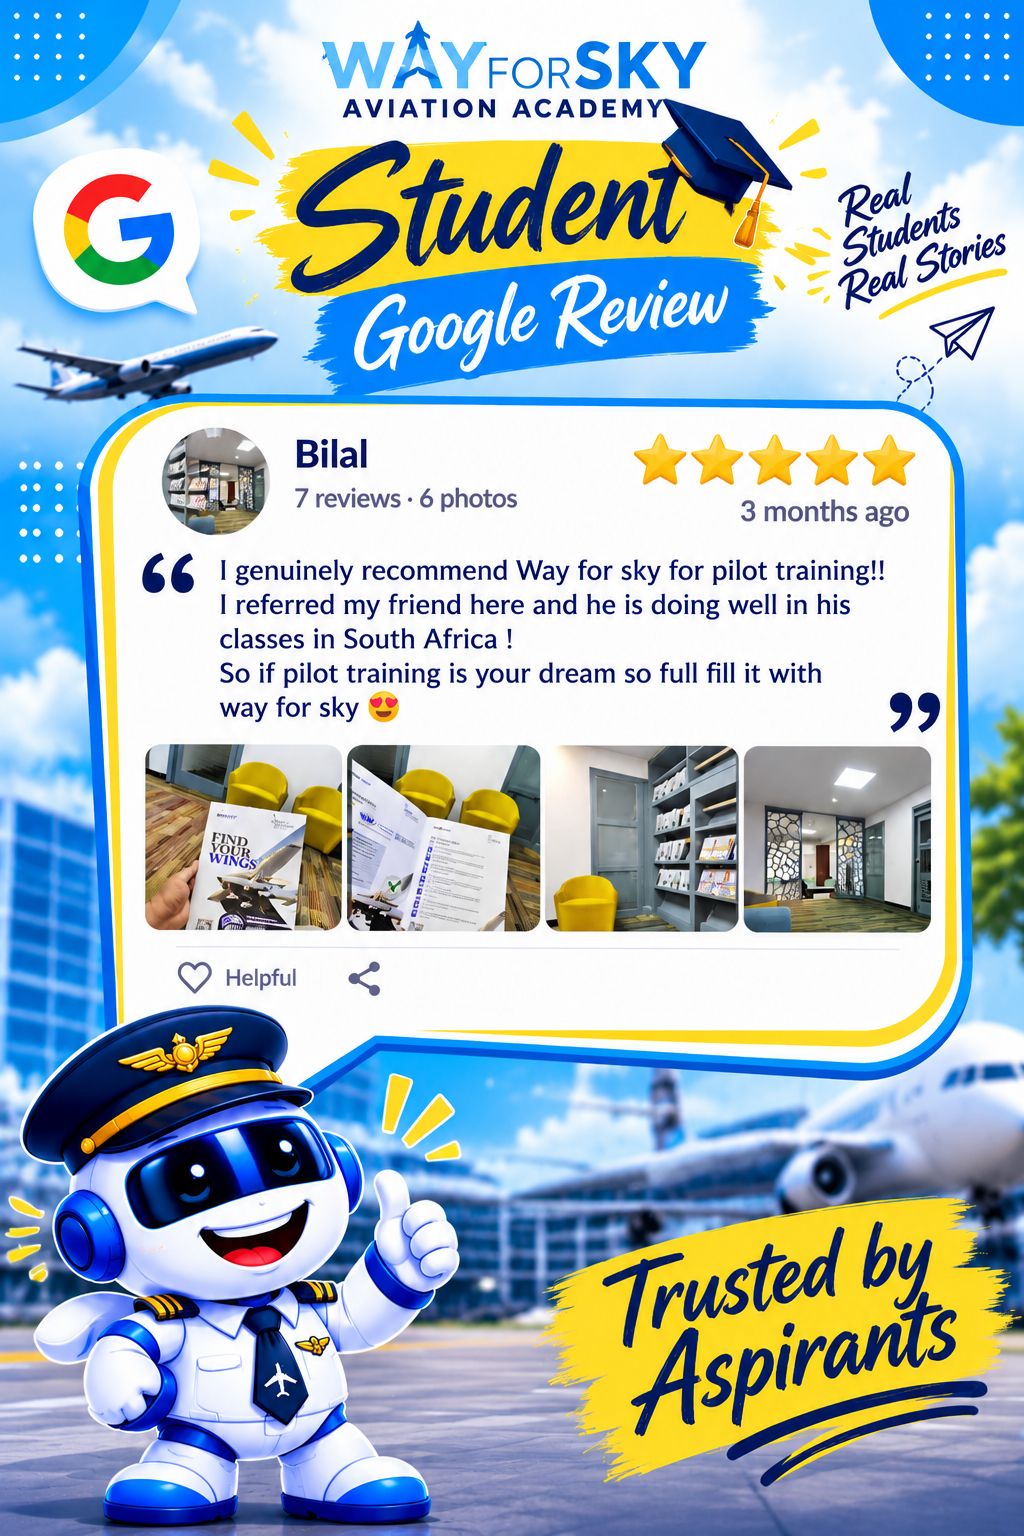 WAY FOR SKY
AVIATION ACADEMY
Student
Google Review
Real
Students
Real Stories
G
Bilal
7 reviews · 6 photos
3 months ago
“ I genuinely recommend Way for sky for pilot training!!
I referred my friend here and he is doing well in his
classes in South Africa !
So if pilot training is your dream so full fill it with
way for sky 😍 ”
FIND
YOUR
WINGS
Helpful
Trusted by
Aspirants